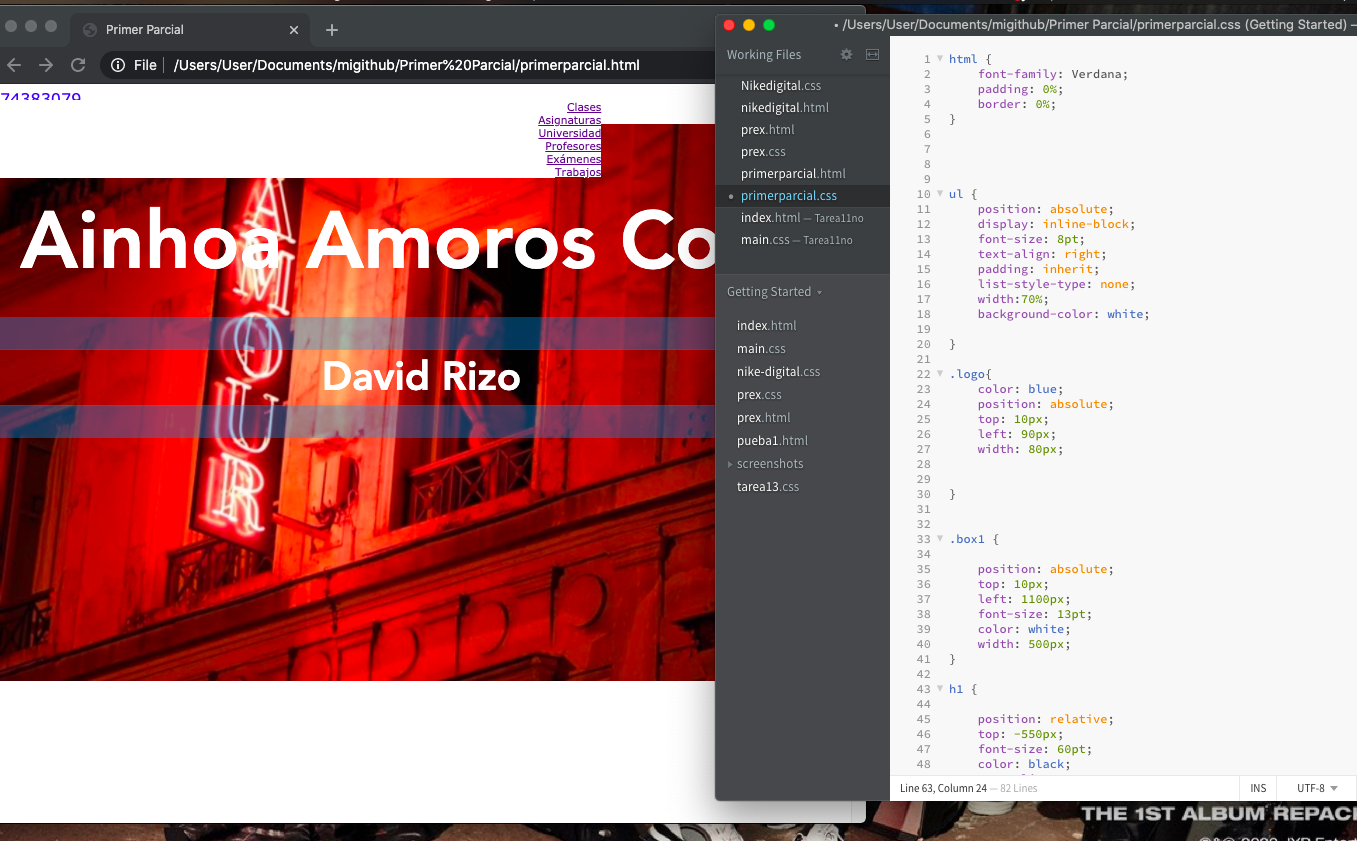 Primer Parcial
File
/Users/User/Documents/migithub/Primer%20Parcial/primerparcial.html
74383079
Clases
Asignaturas
Universidad
Profesores
Exámenes
Trabajos
AMOUR
Ainhoa Amoros Co
David Rizo
• /Users/User/Documents/migithub/Primer Parcial/primerparcial.css (Getting Started) —
Working Files
Nikedigital.css
nikedigital.html
prex.html
prex.css
primerparcial.html
primerparcial.css
index.html — Tarea11no
main.css — Tarea11no
Getting Started
index.html
main.css
nike-digital.css
prex.css
prex.html
pueba1.html
screenshots
tarea13.css
1 html {
2 font-family: Verdana;
3 padding: 0%;
4 border: 0%;
5 }
6
7
8
9
10 ul {
11 position: absolute;
12 display: inline-block;
13 font-size: 8pt;
14 text-align: right;
15 padding: inherit;
16 list-style-type: none;
17 width:70%;
18 background-color: white;
19
20 }
21
22 .logo{
23 color: blue;
24 position: absolute;
25 top: 10px;
26 left: 90px;
27 width: 80px;
28
29
30 }
31
32
33 .box1 {
34
35 position: absolute;
36 top: 10px;
37 left: 1100px;
38 font-size: 13pt;
39 color: white;
40 width: 500px;
41 }
42
43 h1 {
44
45 position: relative;
46 top: -550px;
47 font-size: 60pt;
48 color: black;
Line 63, Column 24 — 82 Lines
INS
UTF-8
THE 1ST ALBUM REPAC